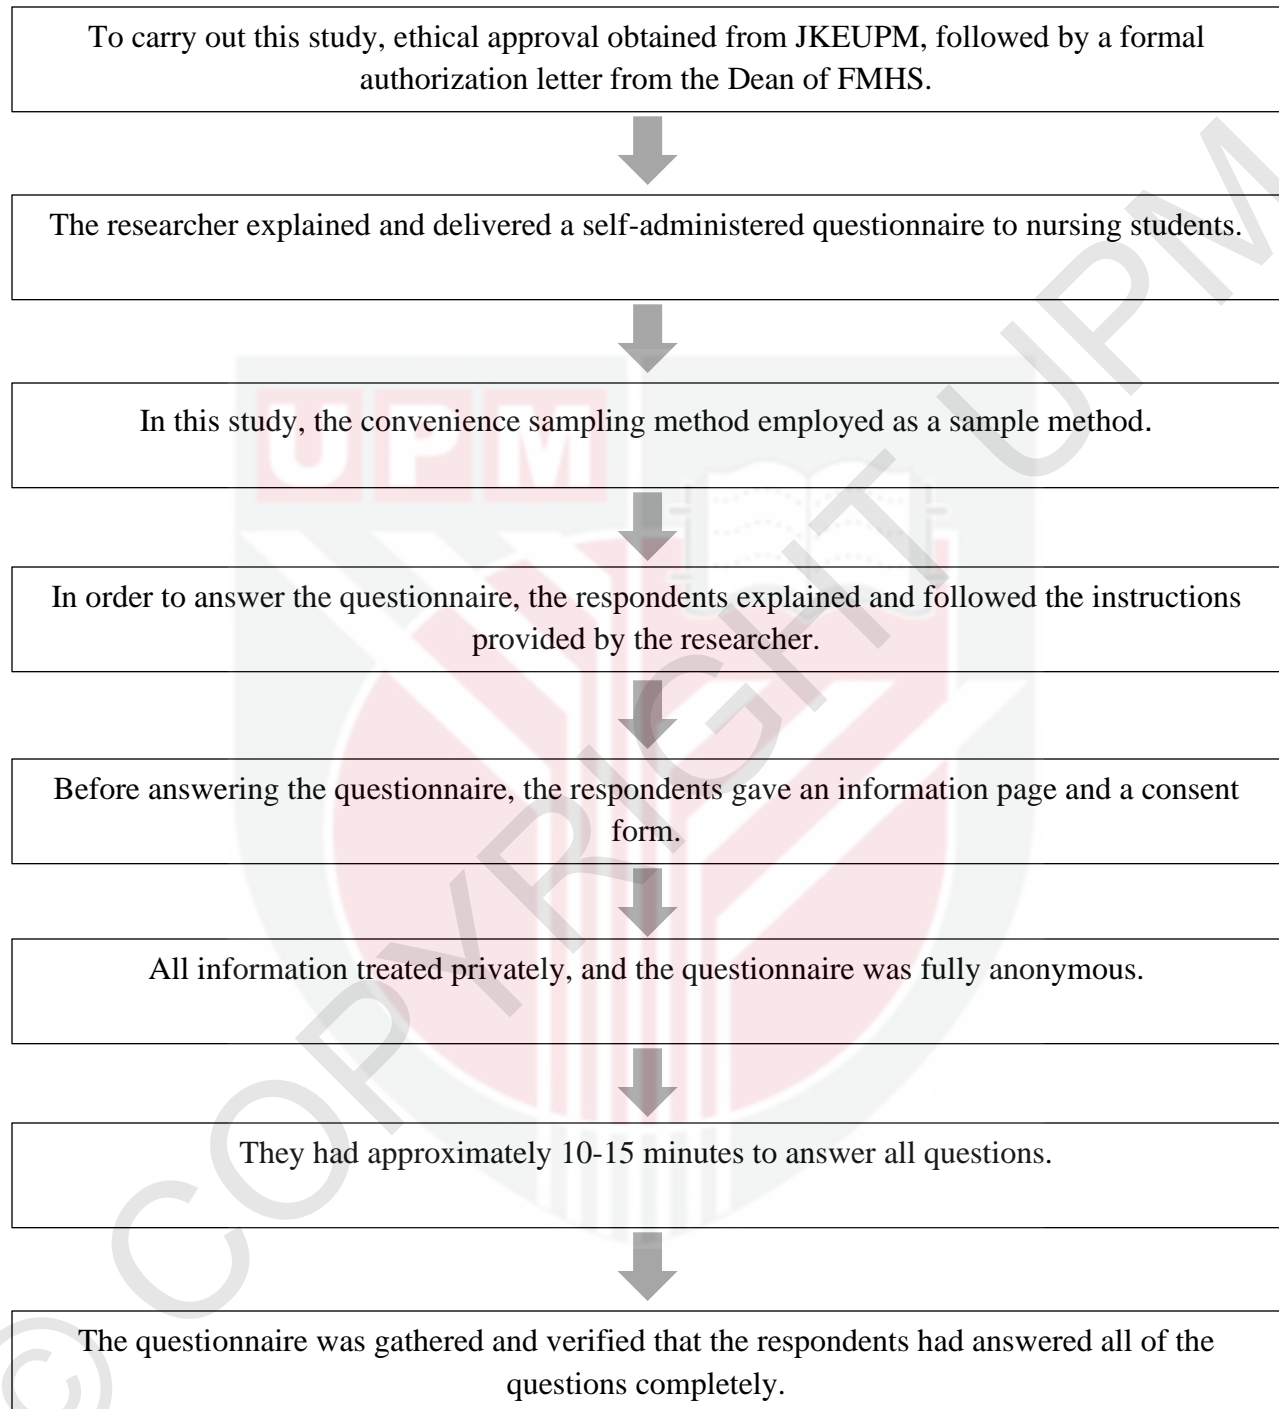 To carry out this study, ethical approval obtained from JKEUPM, followed by a formal
authorization letter from the Dean of FMHS.
The researcher explained and delivered a self-administered questionnaire to nursing students.
In this study, the convenience sampling method employed as a sample method.
In order to answer the questionnaire, the respondents explained and followed the instructions
provided by the researcher.
Before answering the questionnaire, the respondents gave an information page and a consent
form.
All information treated privately, and the questionnaire was fully anonymous.
They had approximately 10-15 minutes to answer all questions.
The questionnaire was gathered and verified that the respondents had answered all of the
questions completely.
UPM
© COPYRIGHT UPM